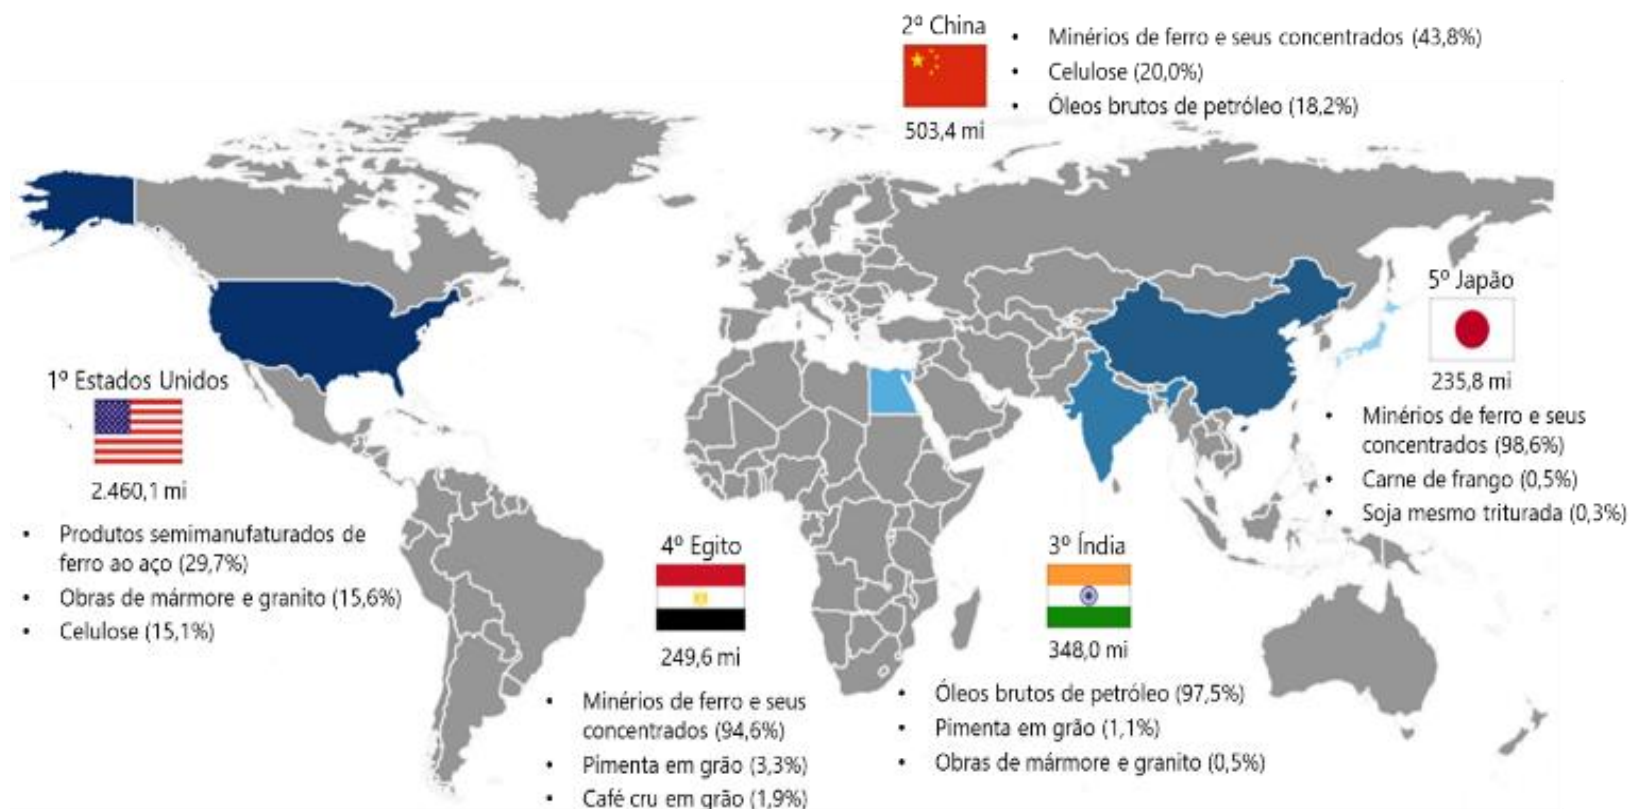 2º China
503,4 mi
• Minérios de ferro e seus concentrados (43,8%)
• Celulose (20,0%)
• Óleos brutos de petróleo (18,2%)
5º Japão
235,8 mi
• Minérios de ferro e seus
concentrados (98,6%)
• Carne de frango (0,5%)
• Soja mesmo triturada (0,3%)
1º Estados Unidos
2.460,1 mi
• Produtos semimanufaturados de
ferro ao aço (29,7%)
• Obras de mármore e granito (15,6%)
• Celulose (15,1%)
4º Egito
249,6 mi
• Minérios de ferro e seus
concentrados (94,6%)
• Pimenta em grão (3,3%)
• Café cru em grão (1,9%)
3º Índia
348,0 mi
• Óleos brutos de petróleo (97,5%)
• Pimenta em grão (1,1%)
• Obras de mármore e granito (0,5%)